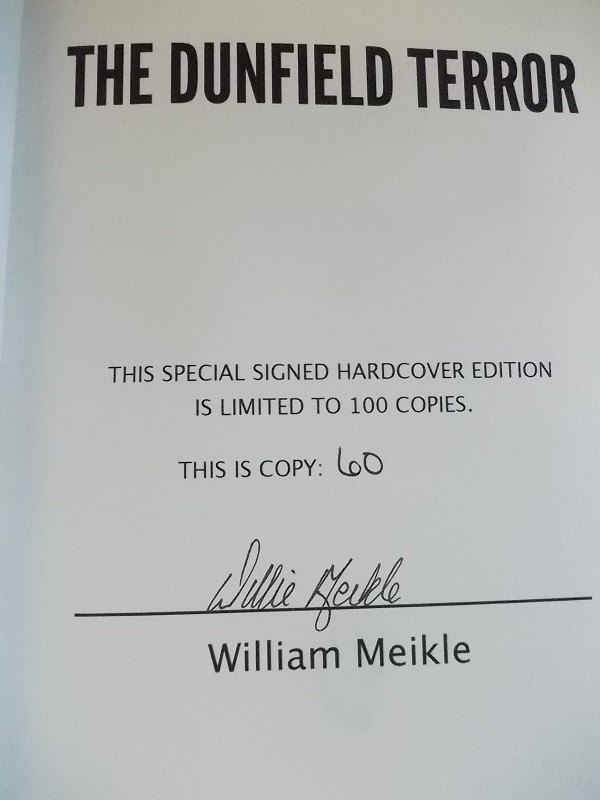 THE DUNFIELD TERROR
THIS SPECIAL SIGNED HARDCOVER EDITION
IS LIMITED TO 100 COPIES.
THIS IS COPY: 60
Willie Meikle
William Meikle